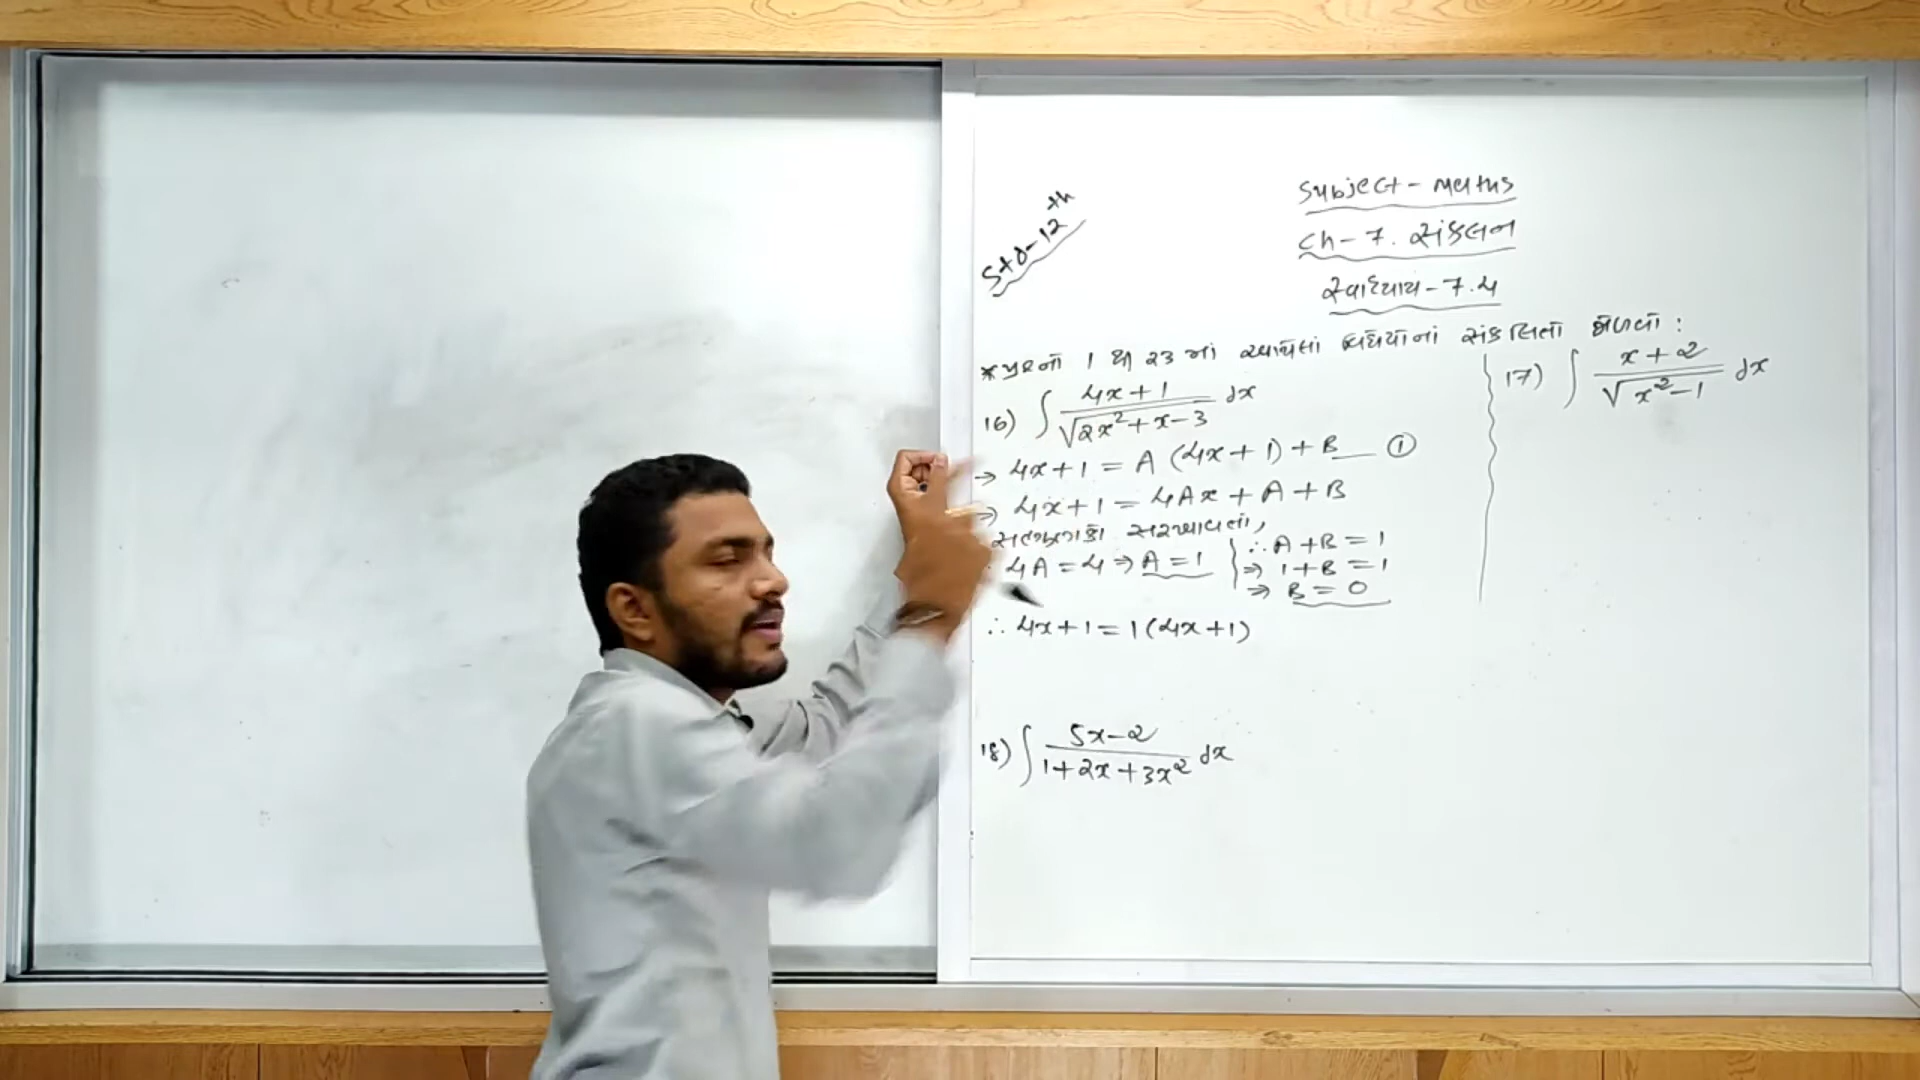 Std-12th
Subject - Maths
Ch-7. સંકલન
સ્વાધ્યાય-7.4
* પ્રશ્નો 1 થી 23 માં આપેલા વિધેયોનાં સંકલિતો મેળવો :
16) ∫ 4x+1 / √2x²+x-3 dx
→ 4x+1 = A (4x+1) + B — ①
⇒ 4x+1 = 4Ax + A + B
સહગુણકો સરખાવતાં,
4A = 4 ⇒ A = 1
∴ A + B = 1
⇒ 1 + B = 1
⇒ B = 0
∴ 4x+1 = 1(4x+1)
17) ∫ x+2 / √x²-1 dx
18) ∫ 5x-2 / 1+2x+3x² dx